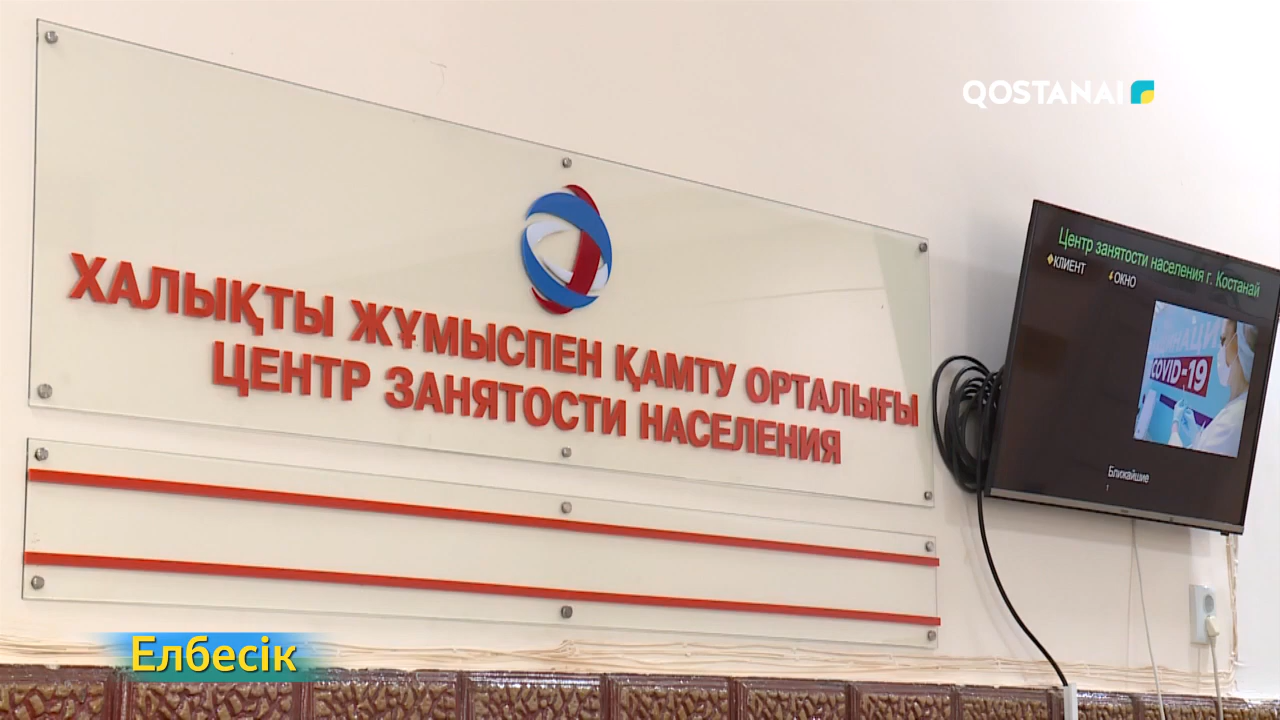 QOSTANAI
ХАЛЫҚТЫ ЖҰМЫСПЕН ҚАМТУ ОРТАЛЫҒЫ
ЦЕНТР ЗАНЯТОСТИ НАСЕЛЕНИЯ
Центр занятости населения г. Костанай
КЛИЕНТ ОКНО
COVID-19
Ближайшие
Елбесік